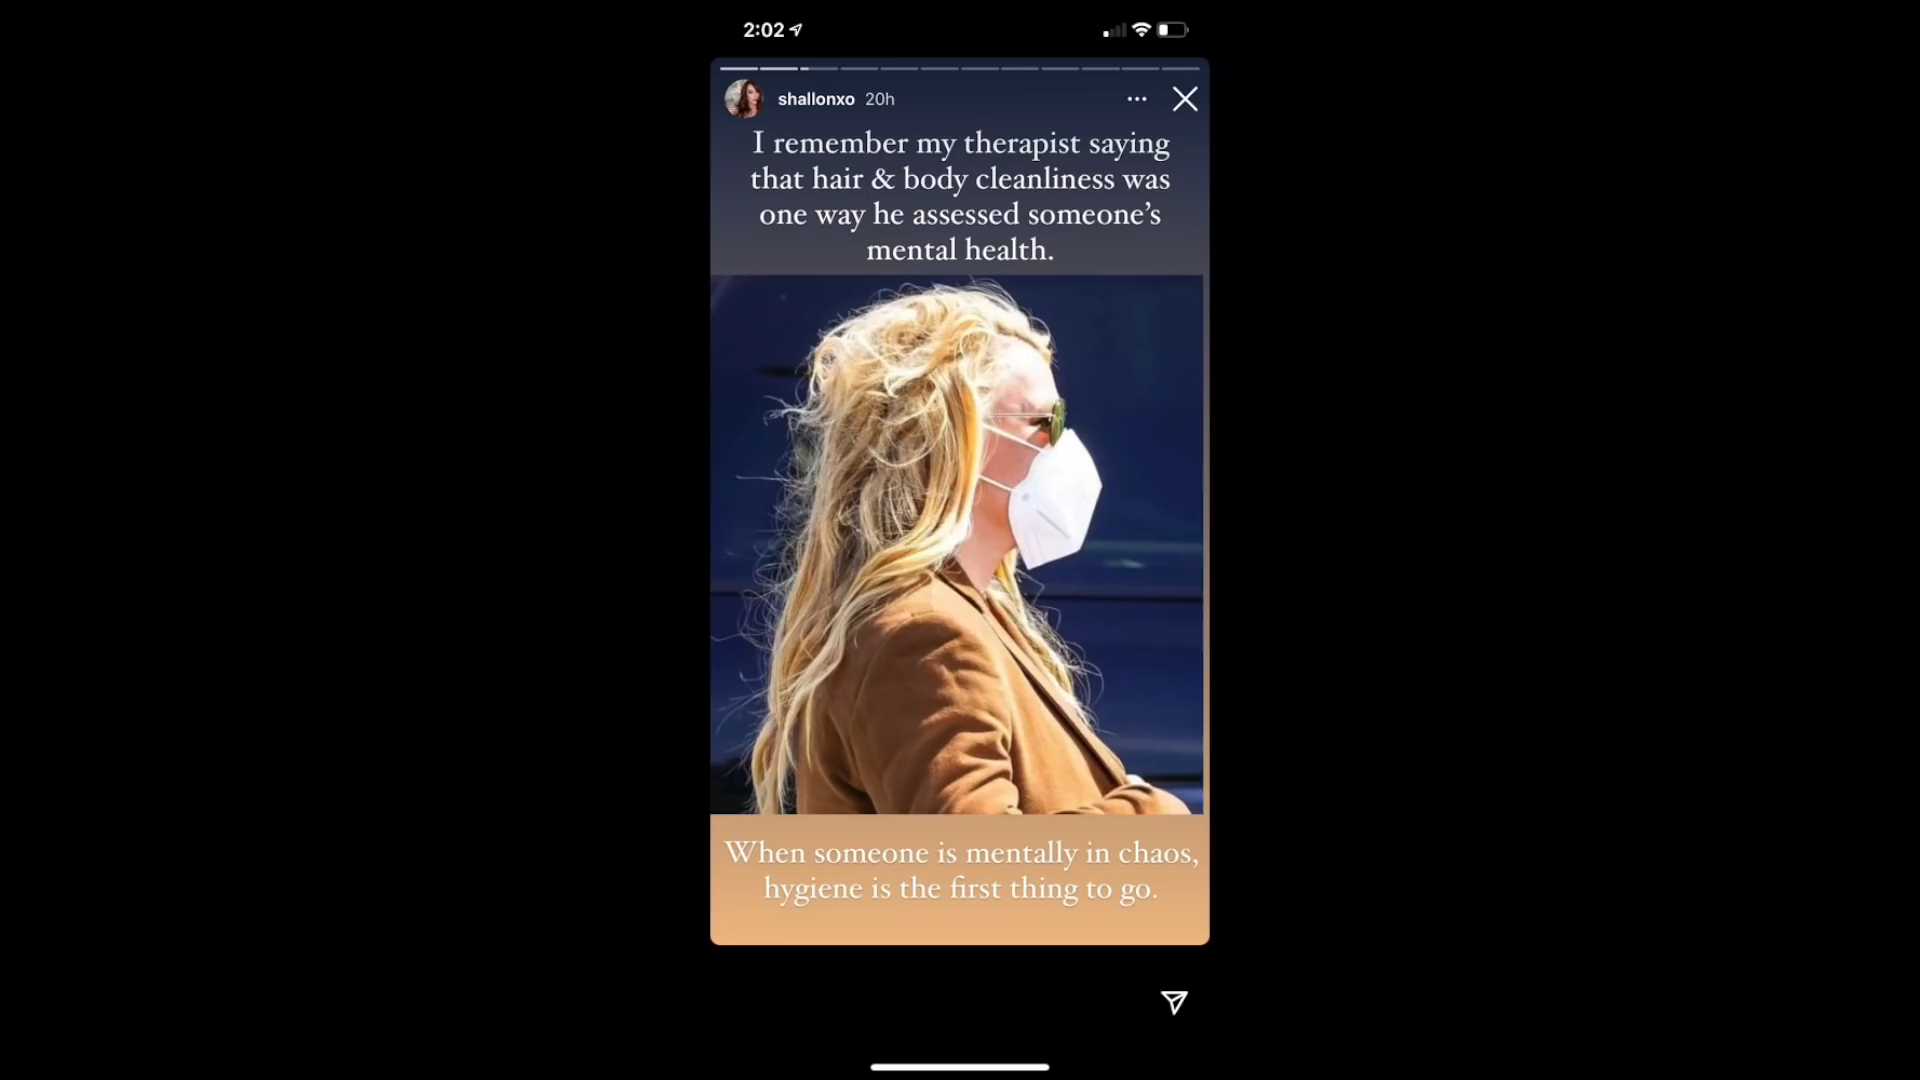 2:02
shallonxo 20h
I remember my therapist saying
that hair & body cleanliness was
one way he assessed someone’s
mental health.
When someone is mentally in chaos,
hygiene is the first thing to go.